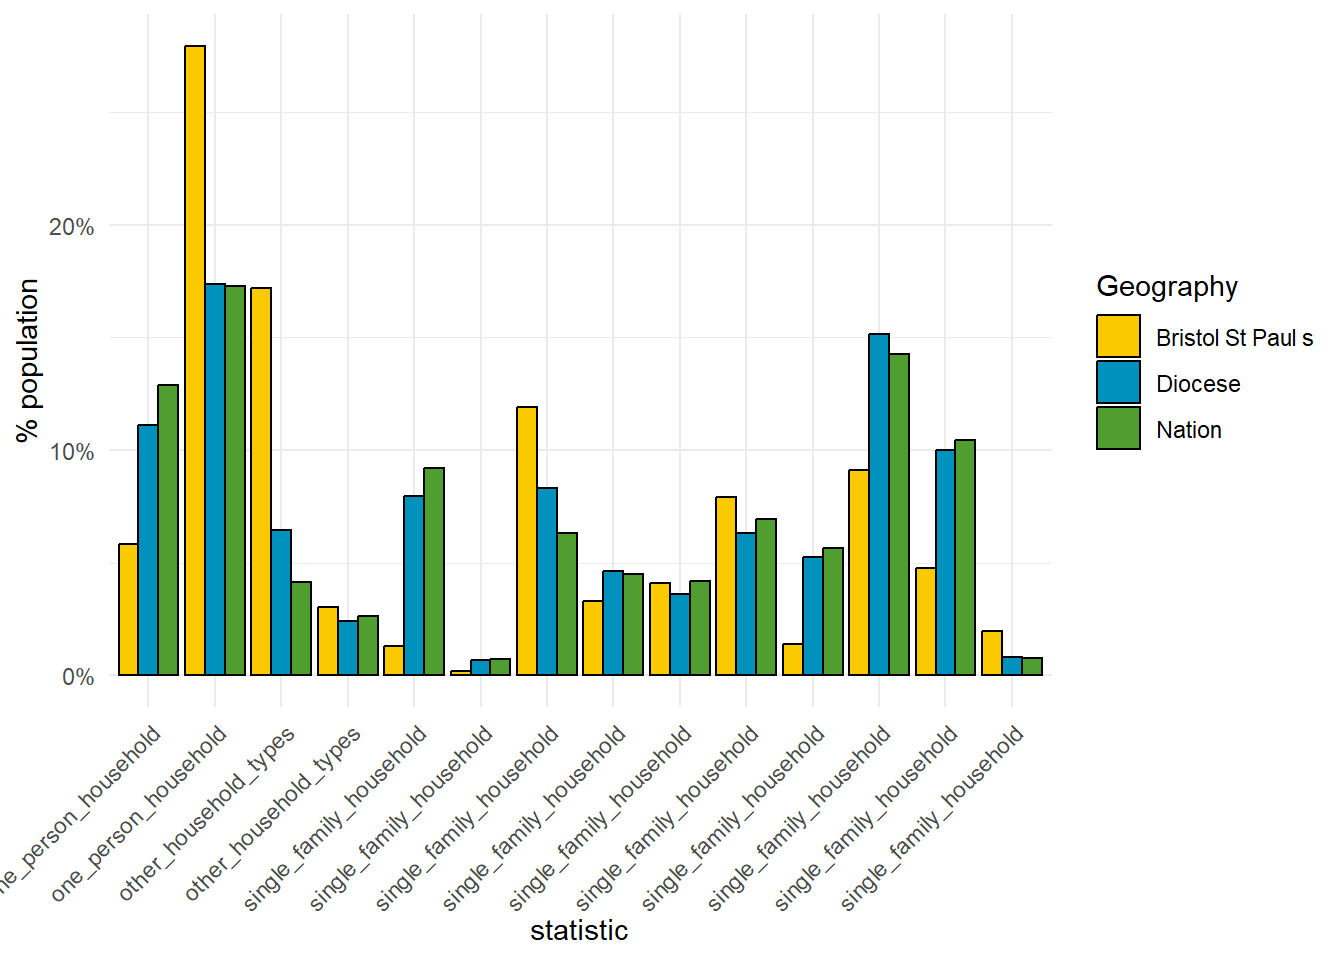 % population
20%
10%
0%
ne_person_household
one_person_household
other_household_types
other_household_types
single_family_household
single_family_household
single_family_household
single_family_household
single_family_household
single_family_household
single_family_household
single_family_household
single_family_household
single_family_household
statistic
Geography
Bristol St Paul s
Diocese
Nation